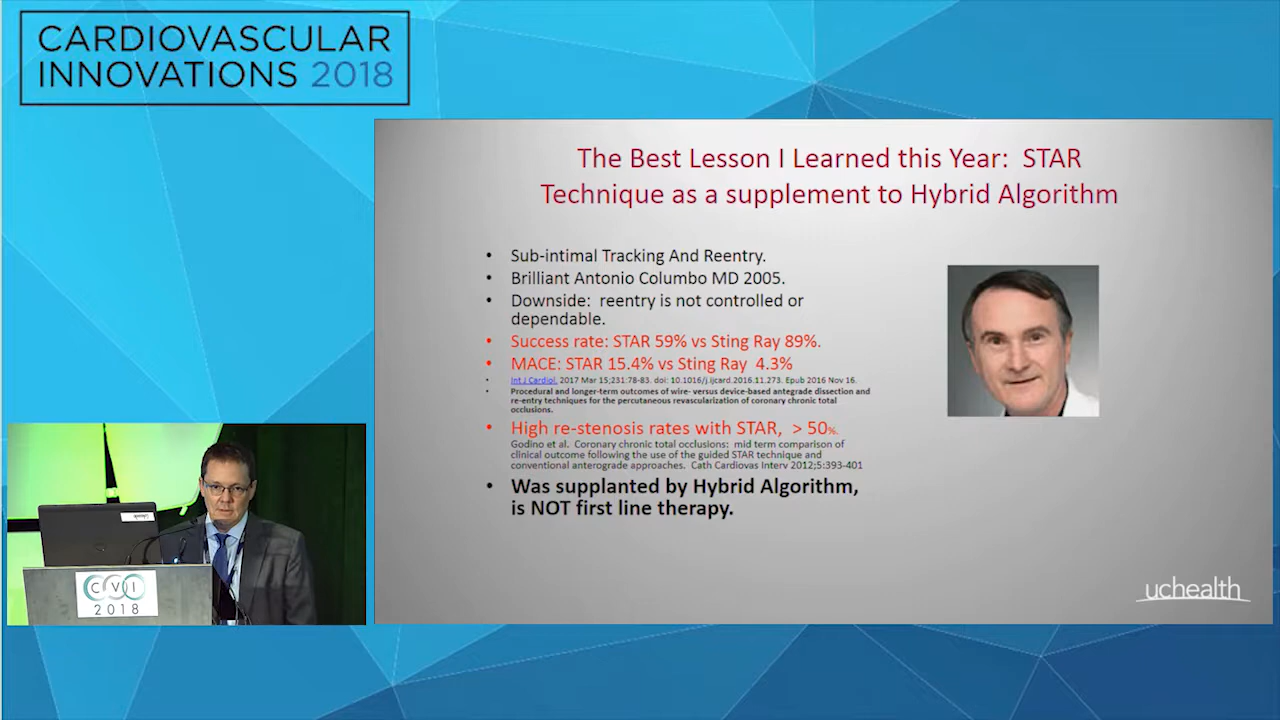 CARDIOVASCULAR
INNOVATIONS 2018
The Best Lesson I Learned this Year: STAR
Technique as a supplement to Hybrid Algorithm
• Sub-intimal Tracking And Reentry.
• Brilliant Antonio Columbo MD 2005.
• Downside: reentry is not controlled or
dependable.
• Success rate: STAR 59% vs Sting Ray 89%.
• MACE: STAR 15.4% vs Sting Ray 4.3%
• Int J Cardiol. 2017 Mar 15;231:78-83. doi: 10.1016/j.ijcard.2016.11.273. Epub 2016 Nov 16.
• Procedural and longer-term outcomes of wire- versus device-based antegrade dissection and
re-entry techniques for the percutaneous revascularization of coronary chronic total
occlusions.
• High re-stenosis rates with STAR, > 50%.
Godino et al. Coronary chronic total occlusions: mid term comparison of
clinical outcome following the use of the guided STAR technique and
conventional anterograde approaches. Cath Cardiovas Interv 2012;5:393-401
• Was supplanted by Hybrid Algorithm,
is NOT first line therapy.
uchealth
CVI
2018